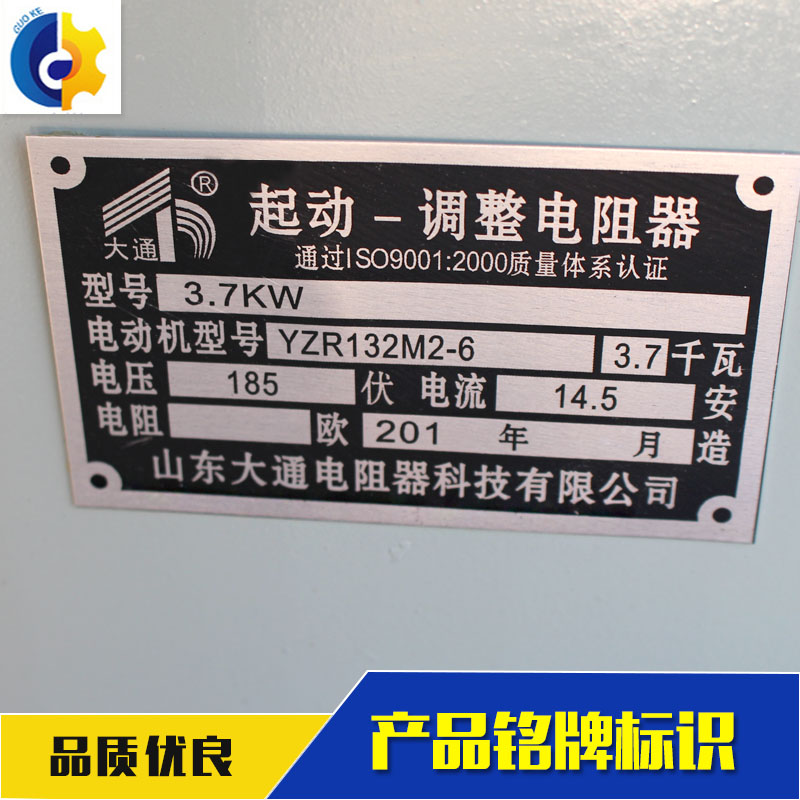 GUO KE
大通®
起动－调整电阻器
通过ISO9001:2000质量体系认证
型号 3.7KW
电动机型号 YZR132M2-6 3.7 千瓦
电压 185 伏 电流 14.5 安
电阻 欧 201 年 月 造
山东大通电阻器科技有限公司
品质优良
产品铭牌标识